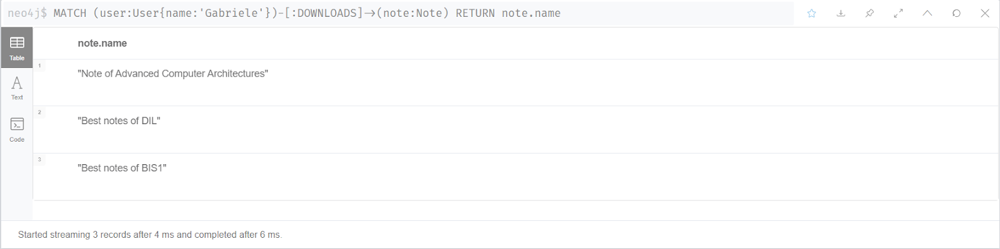 neo4j$ MATCH (user:User{name:'Gabriele'})-[:DOWNLOADS]→(note:Note) RETURN note.name
Table
note.name
1
"Note of Advanced Computer Architectures"
Text
2
"Best notes of DIL"
Code
3
"Best notes of BIS1"
Started streaming 3 records after 4 ms and completed after 6 ms.